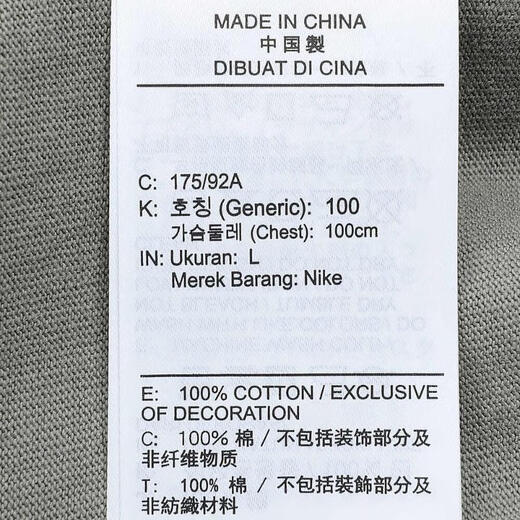 MADE IN CHINA
中国製
DIBUAT DI CINA
C: 175/92A
K: 호칭 (Generic): 100
가슴둘레 (Chest): 100cm
IN: Ukuran: L
Merek Barang: Nike
E: 100% COTTON / EXCLUSIVE
OF DECORATION
C: 100% 棉 / 不包括装饰部分及
非纤维物质
T: 100% 棉 / 不包括裝飾部分及
非紡織材料